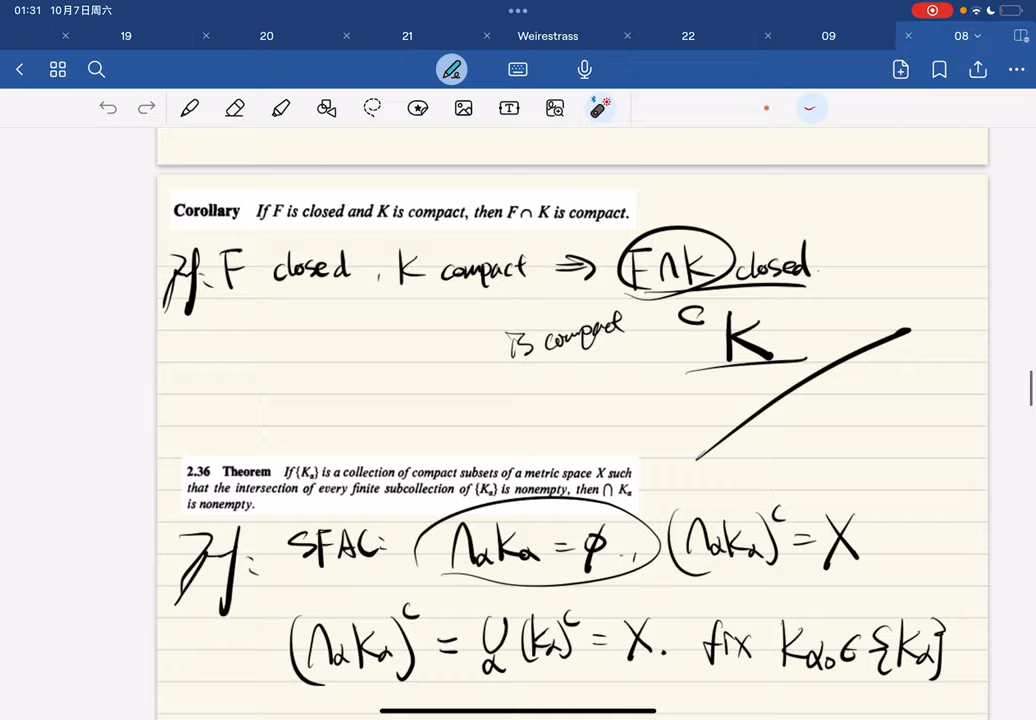 01:31 10月7日周六
19 20 21 Weirestrass 22 09 08
Corollary If F is closed and K is compact, then F ∩ K is compact.
Pf: F closed, K compact ⇒ F∩K closed.
is compact ⊂ K
2.36 Theorem If {Kα} is a collection of compact subsets of a metric space X such
that the intersection of every finite subcollection of {Kα} is nonempty, then ∩ Kα
is nonempty.
Pf: SFAC: ∩αKα = ϕ, (∩αKα)ᶜ = X
(∩αKα)ᶜ = ∪α(Kα)ᶜ = X. fix Kα₀ ∈ {Kα}